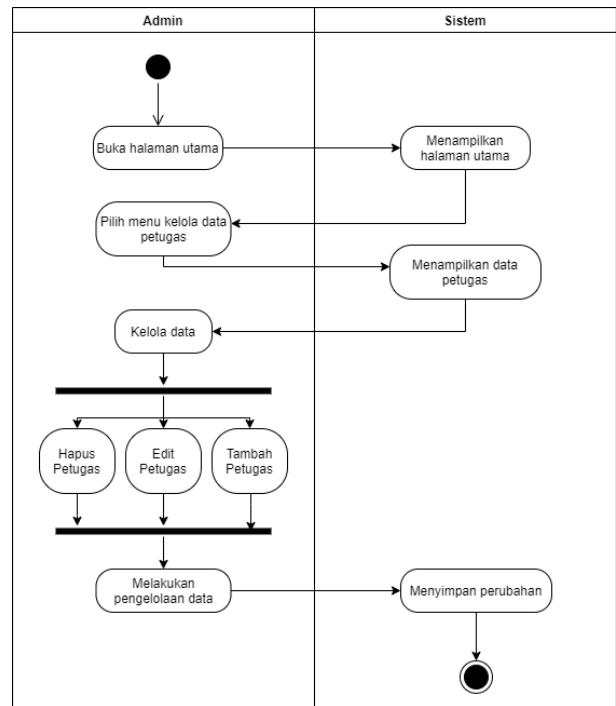 Admin
Sistem
Buka halaman utama
Menampilkan
halaman utama
Pilih menu kelola data
petugas
Menampilkan data
petugas
Kelola data
Hapus
Petugas
Edit
Petugas
Tambah
Petugas
Melakukan
pengelolaan data
Menyimpan perubahan